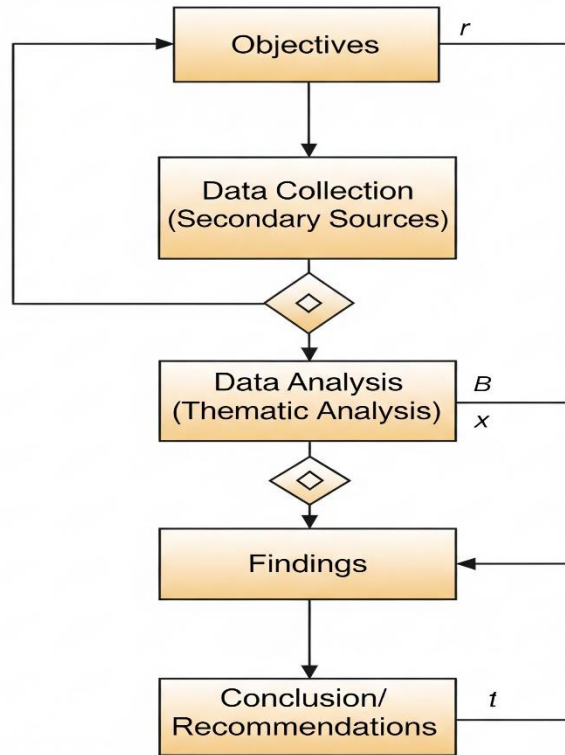 Objectives
r
Data Collection
(Secondary Sources)
Data Analysis
(Thematic Analysis)
B
x
Findings
Conclusion/
Recommendations
t